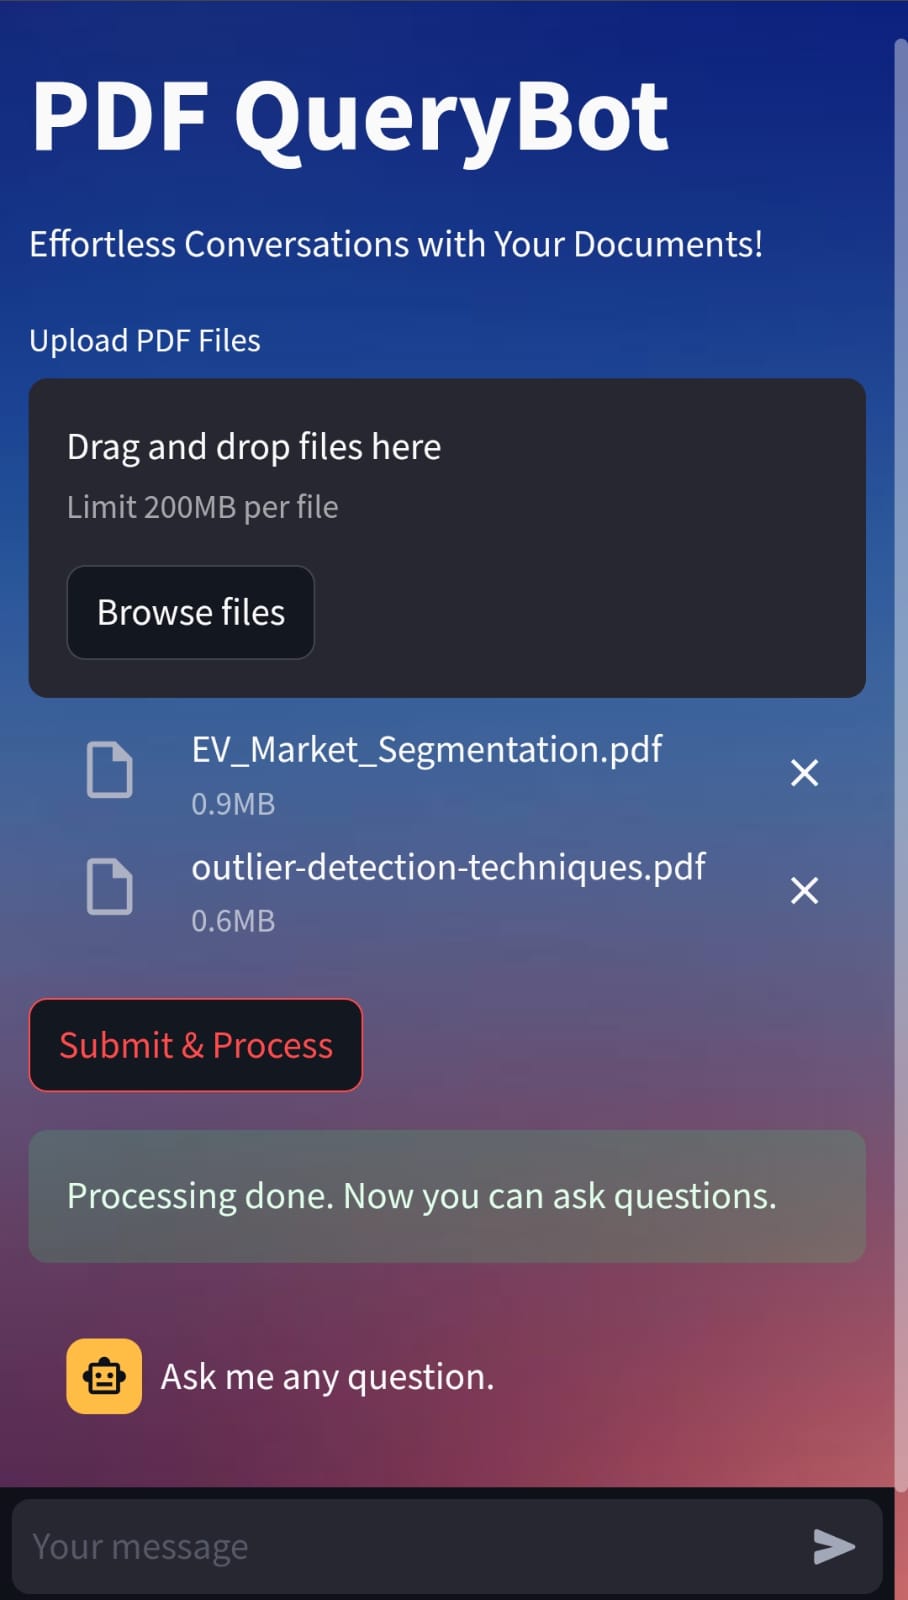 PDF QueryBot
Effortless Conversations with Your Documents!
Upload PDF Files
Drag and drop files here
Limit 200MB per file
Browse files
EV_Market_Segmentation.pdf
0.9MB
outlier-detection-techniques.pdf
0.6MB
Submit & Process
Processing done. Now you can ask questions.
Ask me any question.
Your message